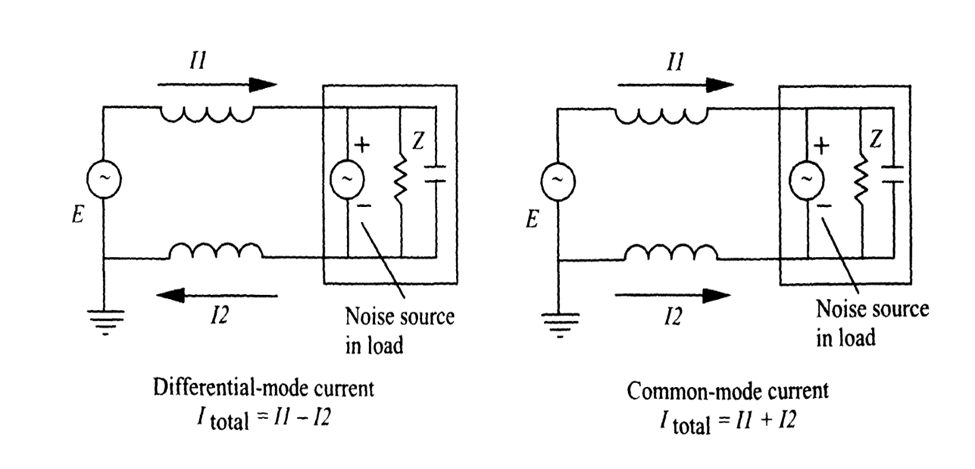 I1
~
E
+
~
−
Z
I2
Noise source
in load
Differential-mode current
I total = I1 − I2
I1
~
E
+
~
−
Z
I2
Noise source
in load
Common-mode current
I total = I1 + I2